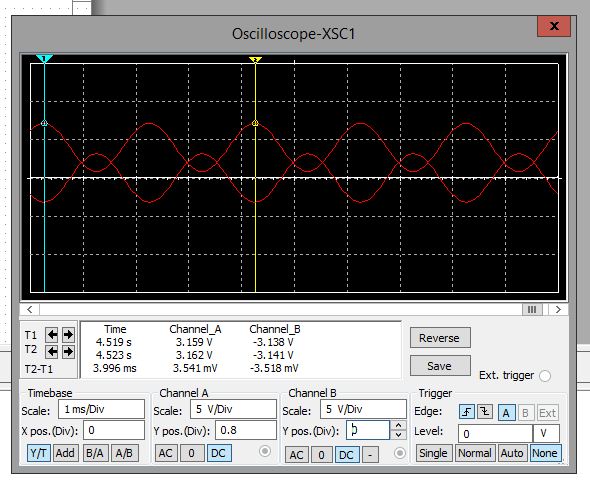 Oscilloscope-XSC1
x
1 2
Time Channel_A Channel_B
T1 4.519 s 3.159 V -3.138 V
T2 4.523 s 3.162 V -3.141 V
T2-T1 3.996 ms 3.541 mV -3.518 mV
Reverse
Save
Ext. trigger
Timebase Channel A Channel B Trigger
Scale: 1 ms/Div Scale: 5 V/Div Scale: 5 V/Div Edge: A B Ext
X pos.(Div): 0 Y pos.(Div): 0.8 Y pos.(Div): 0 Level: 0 V
Y/T Add B/A A/B AC 0 DC AC 0 DC - Single Normal Auto None